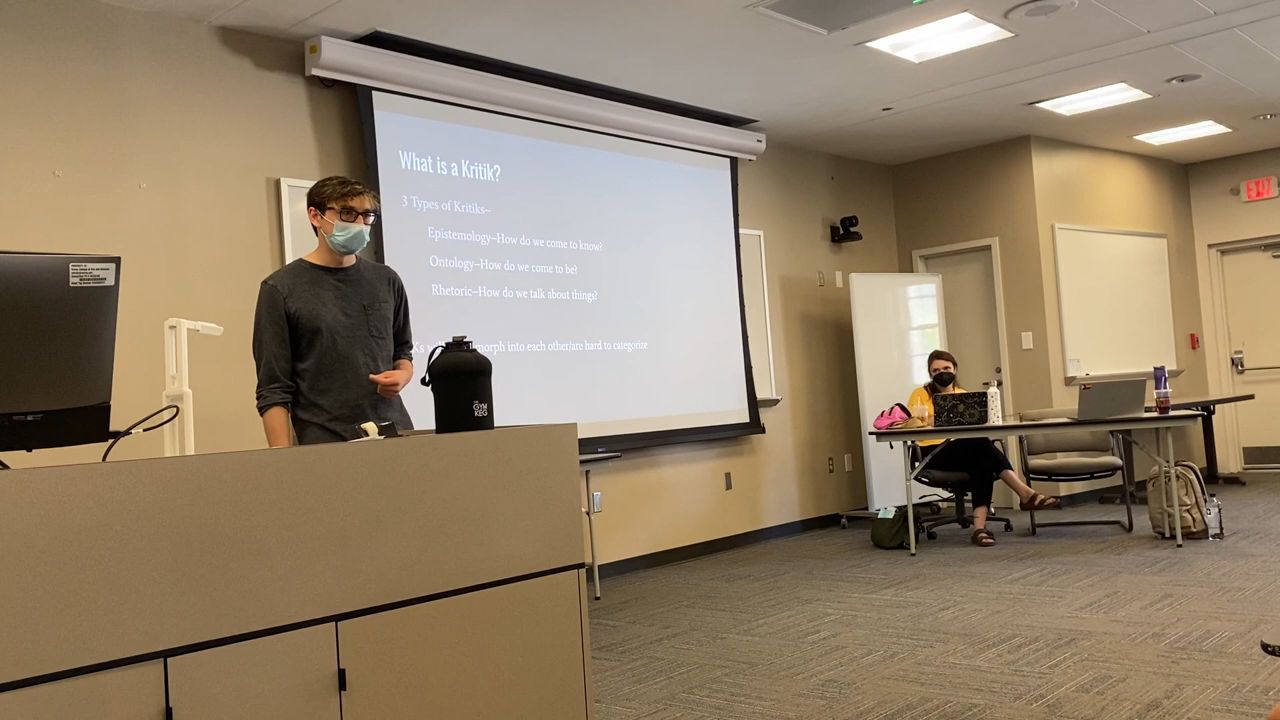 What is a Kritik?
3 Types of Kritiks–
Epistemology–How do we come to know?
Ontology–How do we come to be?
Rhetoric–How do we talk about things?
Ks morph into each other/are hard to categorize
THE
GYM
KEG
EXIT